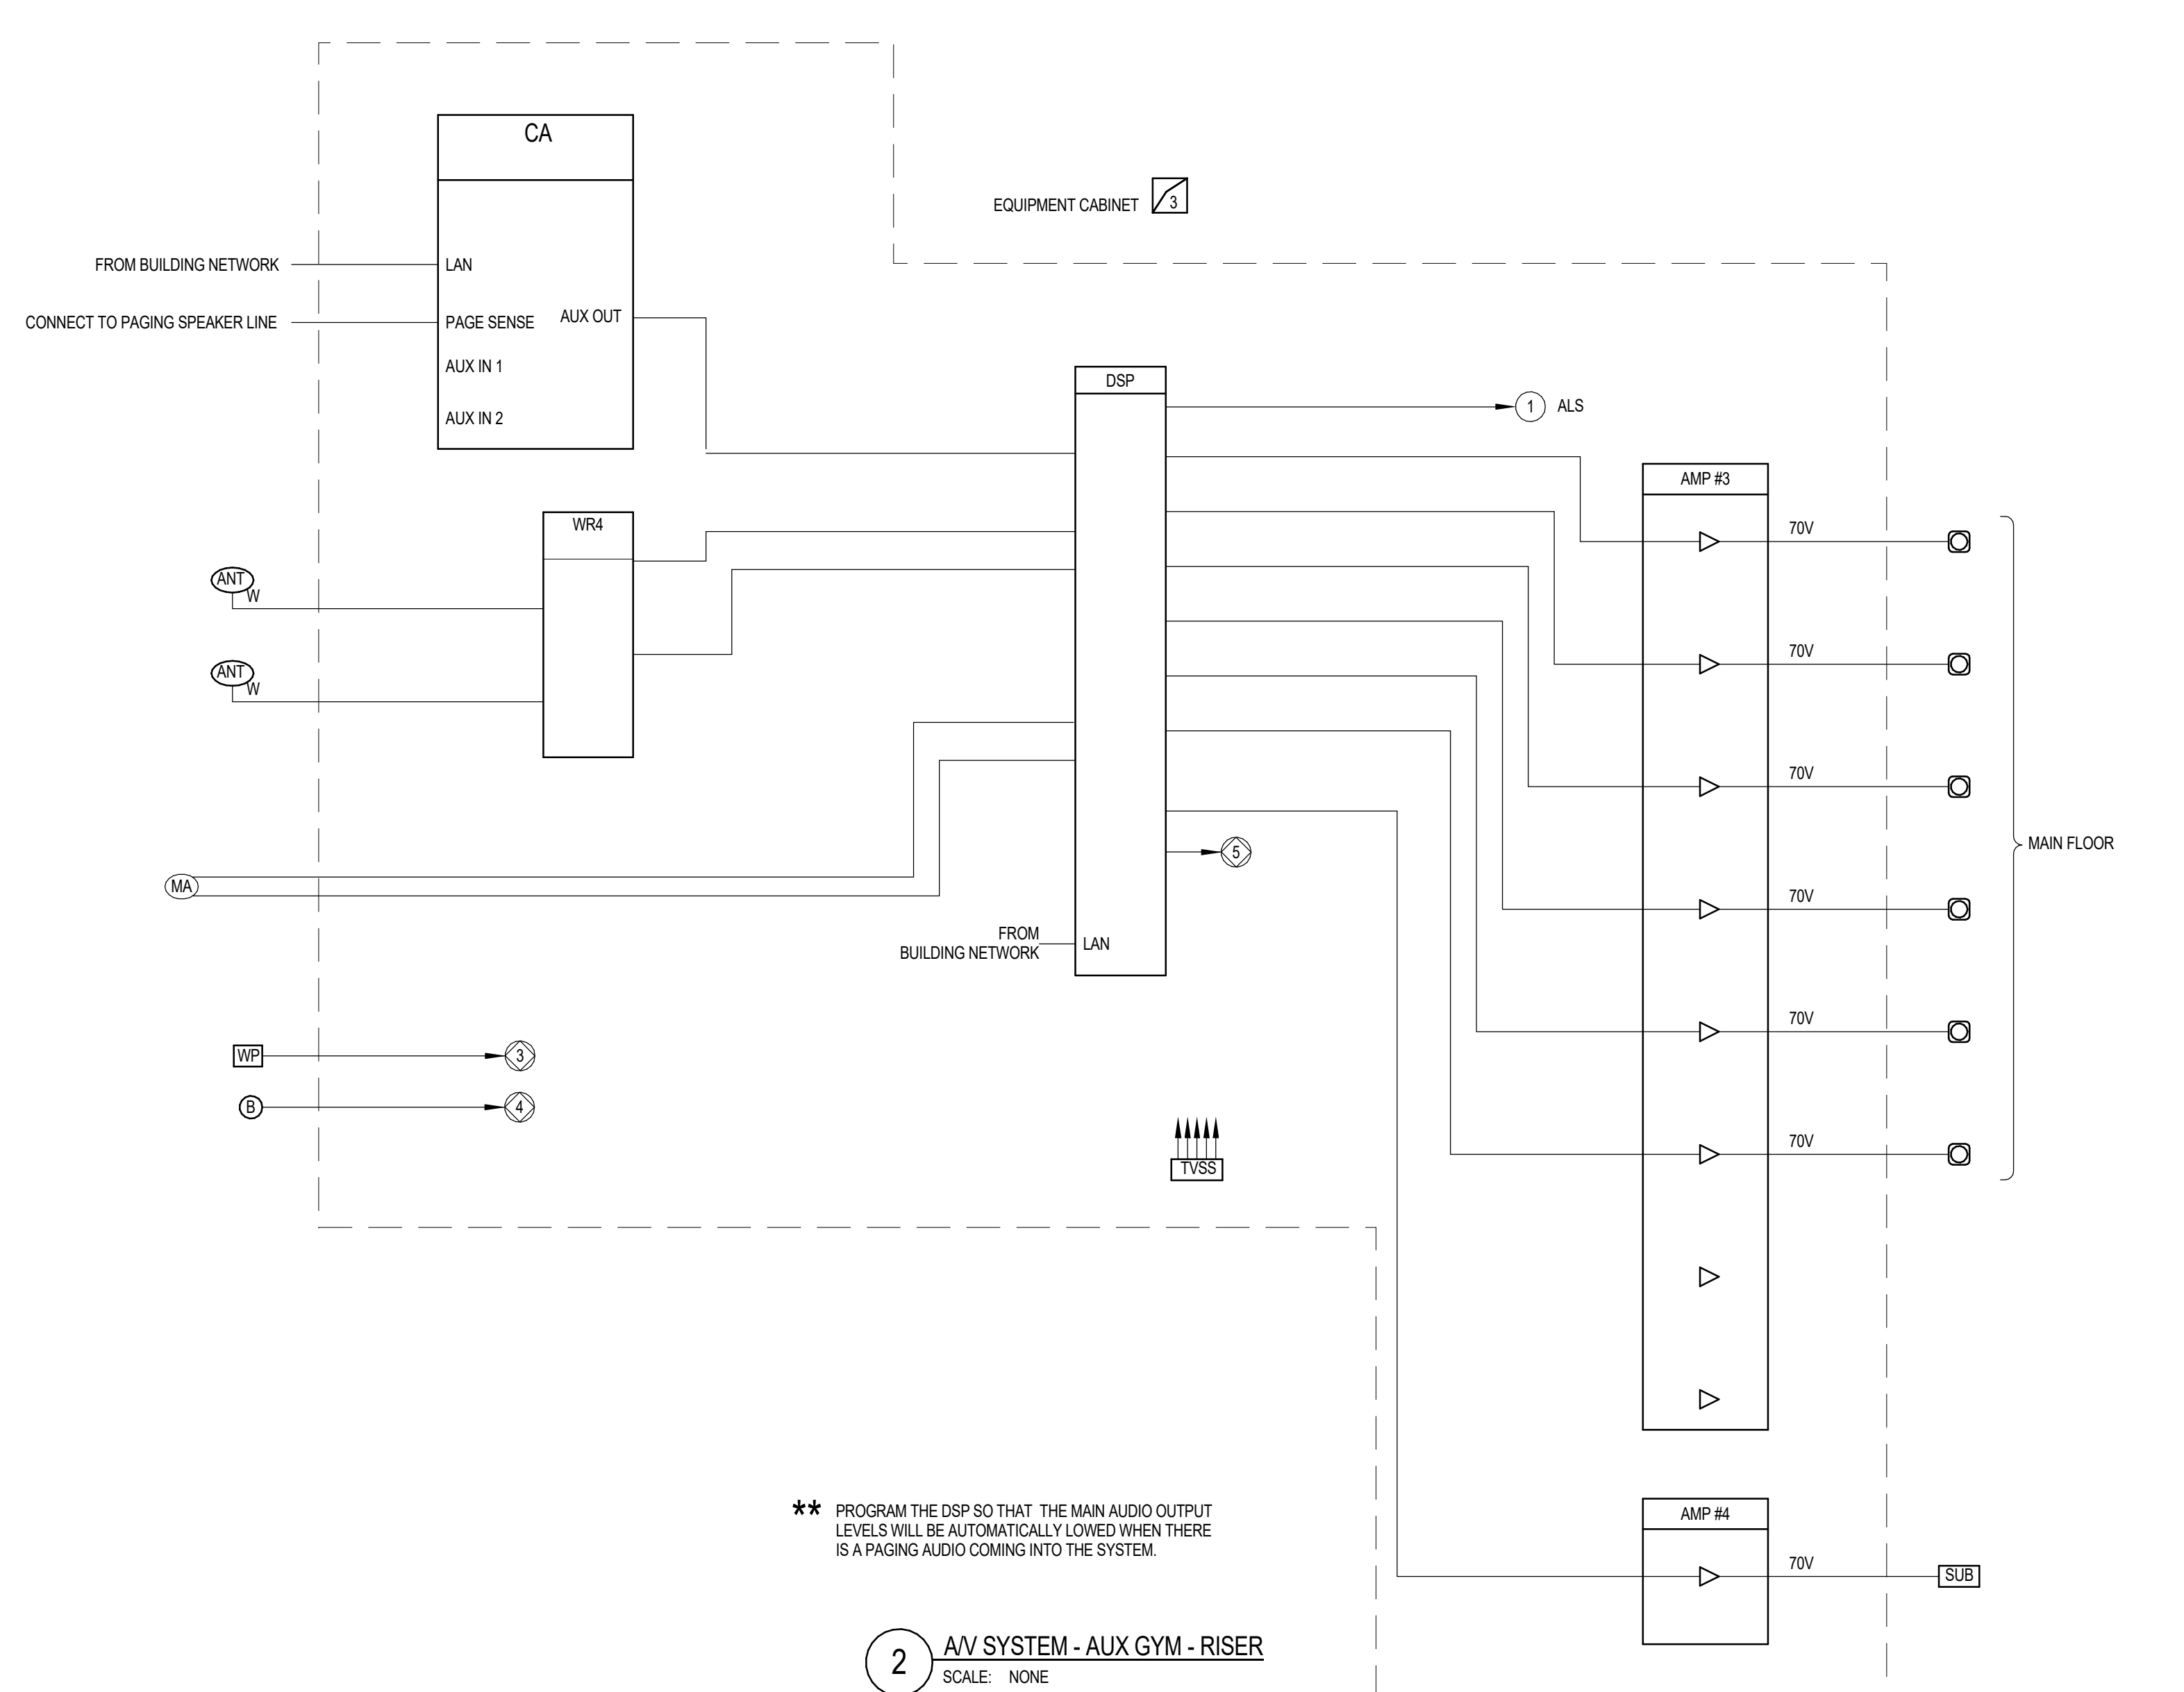 CA
EQUIPMENT CABINET 3
FROM BUILDING NETWORK
LAN
CONNECT TO PAGING SPEAKER LINE
PAGE SENSE
AUX OUT
AUX IN 1
AUX IN 2
DSP
1 ALS
AMP #3
WR4
70V
ANT
W
70V
ANT
W
70V
MAIN FLOOR
5
MA
70V
FROM
BUILDING NETWORK
LAN
70V
WP
3
B
4
70V
TVSS
** PROGRAM THE DSP SO THAT THE MAIN AUDIO OUTPUT
LEVELS WILL BE AUTOMATICALLY LOWED WHEN THERE
IS A PAGING AUDIO COMING INTO THE SYSTEM.
AMP #4
70V
SUB
2
A/V SYSTEM - AUX GYM - RISER
SCALE: NONE